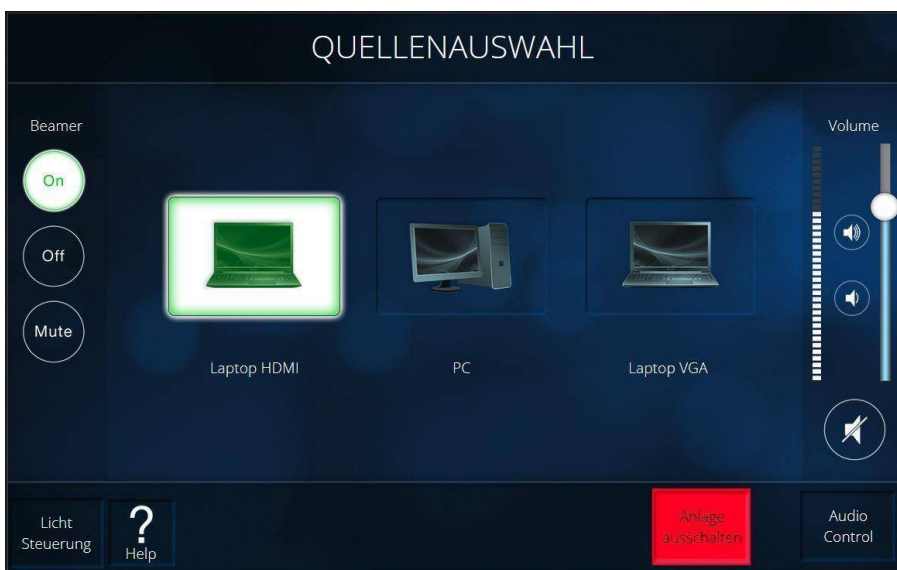 QUELLENAUSWAHL
Beamer
Volume
On
Off
Mute
Laptop HDMI
PC
Laptop VGA
Licht
Steuerung
?
Help
Anlage
ausschalten
Audio
Control